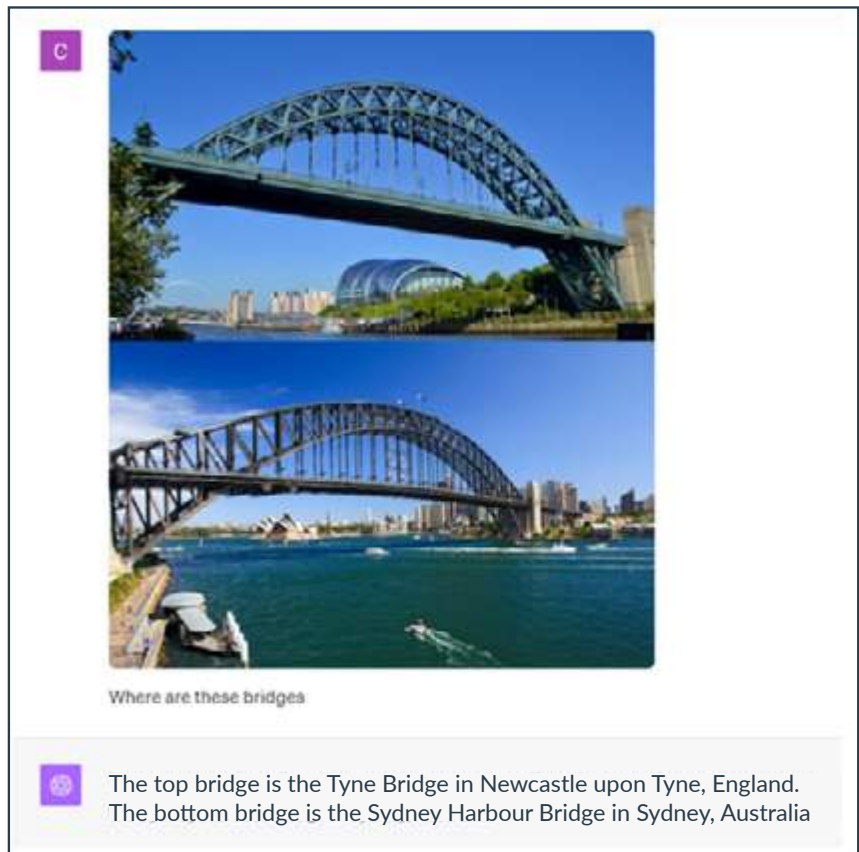 C
Where are these bridges
The top bridge is the Tyne Bridge in Newcastle upon Tyne, England.
The bottom bridge is the Sydney Harbour Bridge in Sydney, Australia